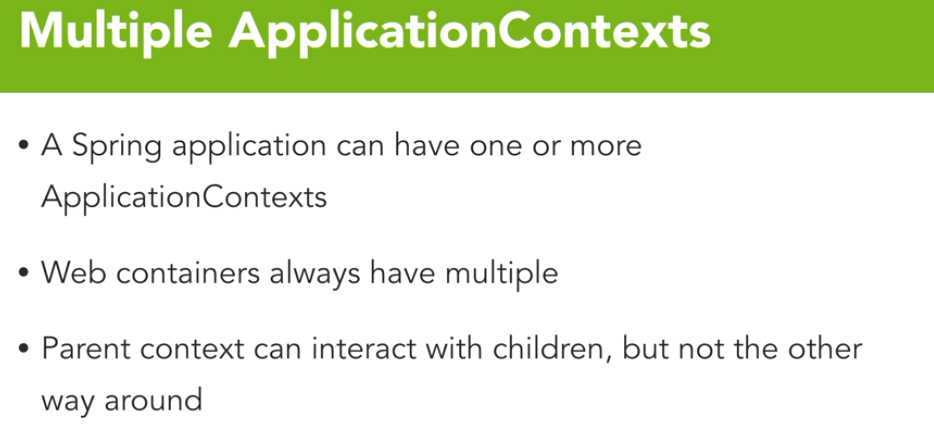 Multiple ApplicationContexts
• A Spring application can have one or more
ApplicationContexts
• Web containers always have multiple
• Parent context can interact with children, but not the other
way around